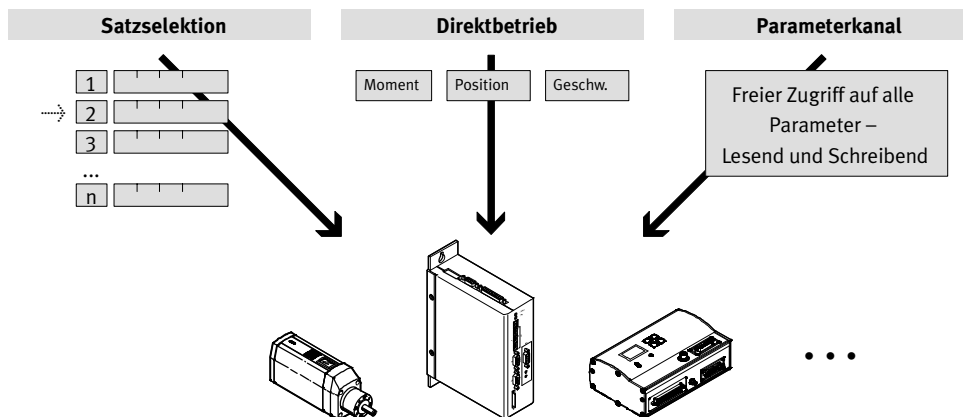 Satzselektion
Direktbetrieb
Parameterkanal
1
2
3
...
n
Moment
Position
Geschw.
Freier Zugriff auf alle
Parameter –
Lesend und Schreibend